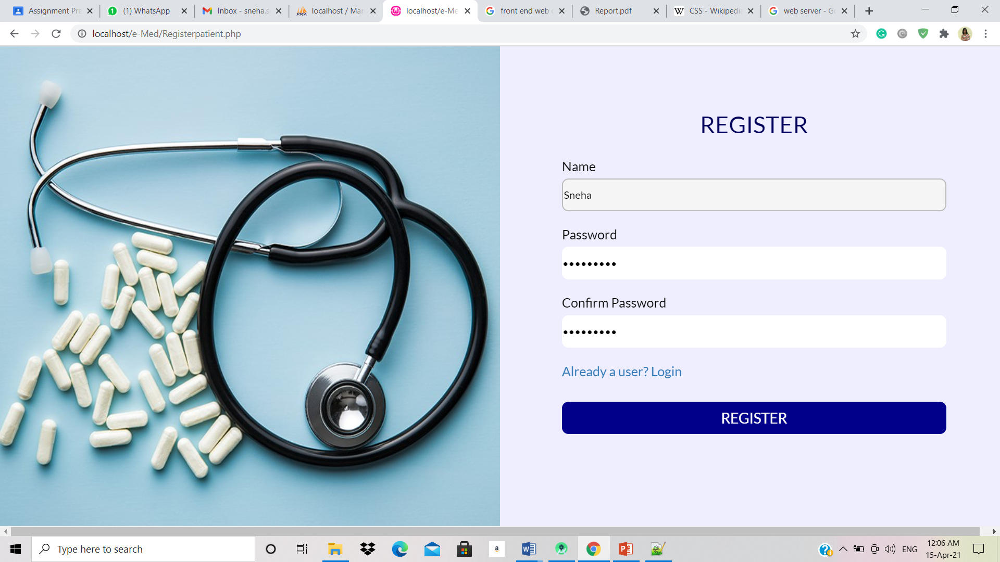 Assignment Pre
(1) WhatsApp
Inbox - sneha.s
localhost / Mar
localhost/e-Me
front end web
Report.pdf
CSS - Wikipedi
web server - Go
localhost/e-Med/Registerpatient.php
REGISTER
Name
Sneha
Password
•••••••••
Confirm Password
•••••••••
Already a user? Login
REGISTER
Type here to search
ENG
12:06 AM
15-Apr-21